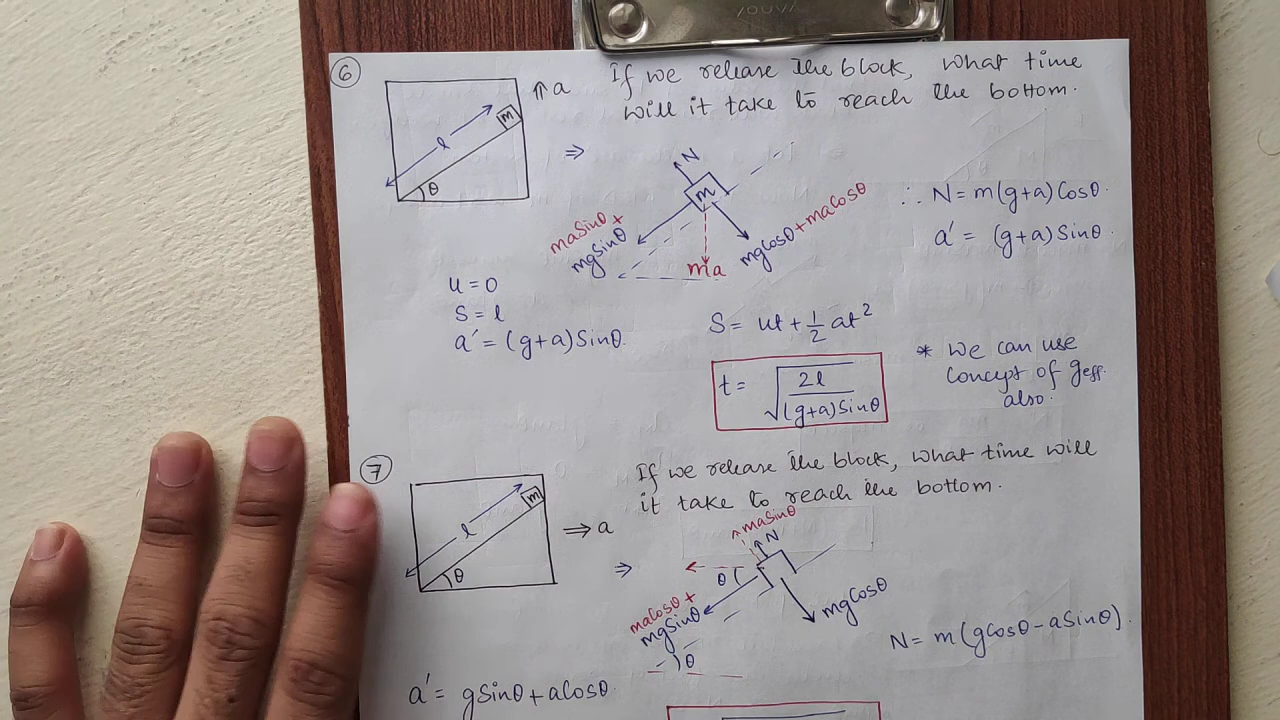 YOUVA
⑥
⇑ a
If we release the block, what time
will it take to reach the bottom.
m
l
θ
⇒
N
m
masinθ +
mgsinθ
mgcosθ + macosθ
ma
∴ N = m(g+a)Cosθ.
a' = (g+a) Sinθ.
u = 0
S = l
a' = (g+a) Sinθ.
S = ut + 1/2 at²
t = √(2l/((g+a) Sinθ))
* We can use
Concept of geff.
also.
⑦
If we release the block, what time will
it take to reach the bottom.
m
l
θ
⇒ a
⇒
masinθ
N
θ
macosθ +
mgsinθ
mgcosθ
θ
N = m(gcosθ - asinθ).
a' = gsinθ + acosθ.